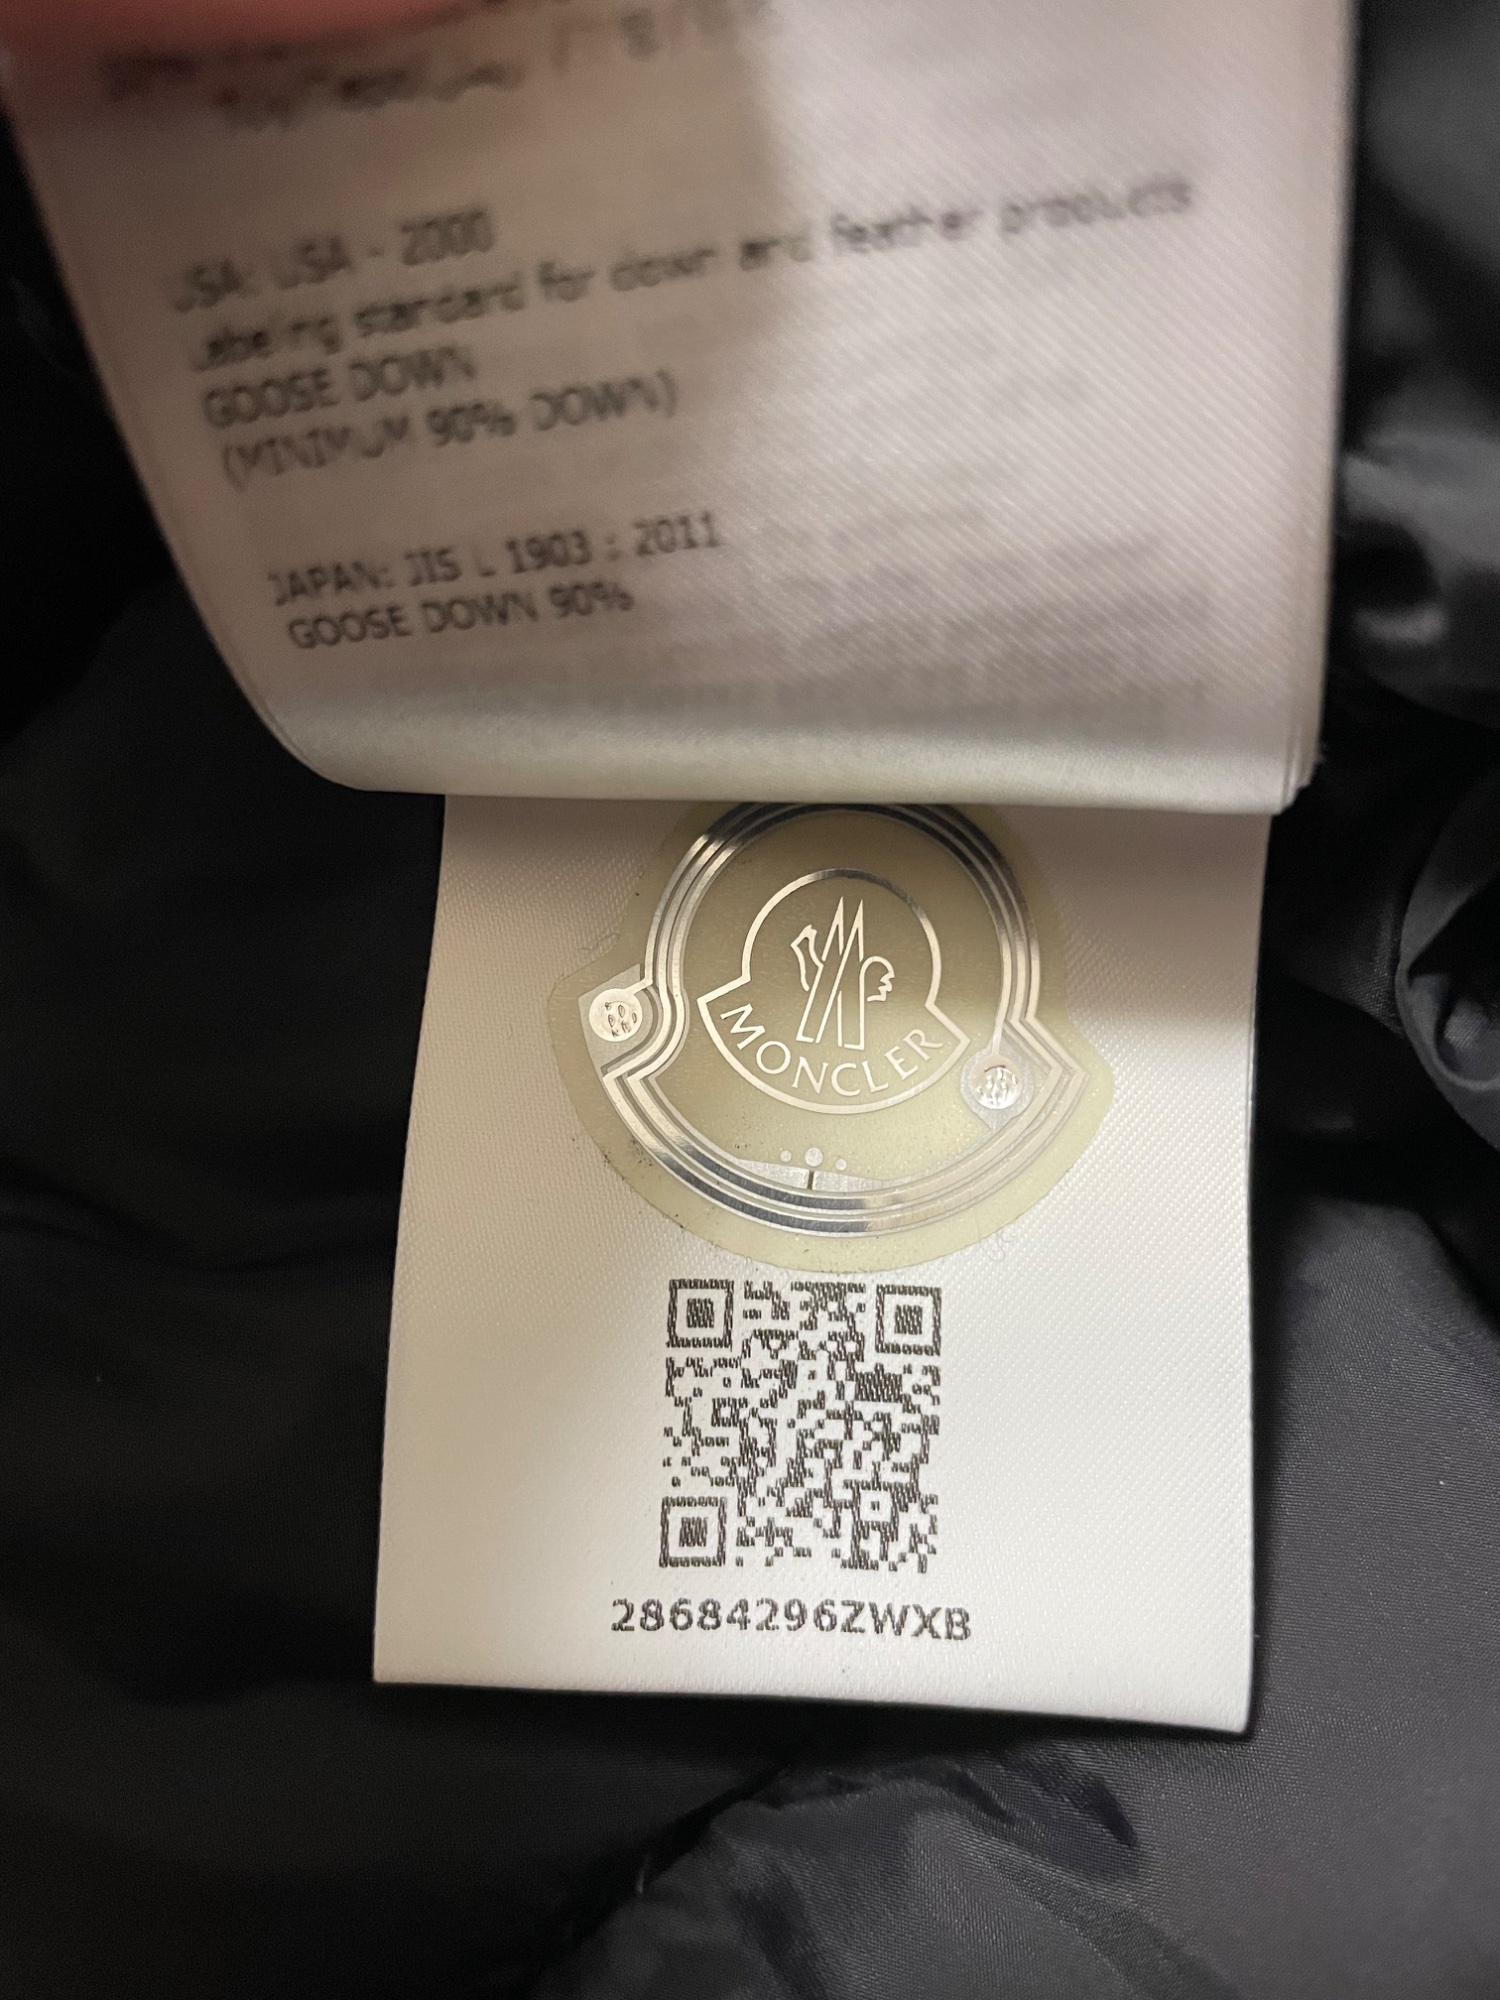 USA: USA - 2000
Labeling standard for down and feather products
GOOSE DOWN
(MINIMUM 90% DOWN)
JAPAN: JIS L 1903 : 2011
GOOSE DOWN 90%
MONCLER
28684296ZWXB